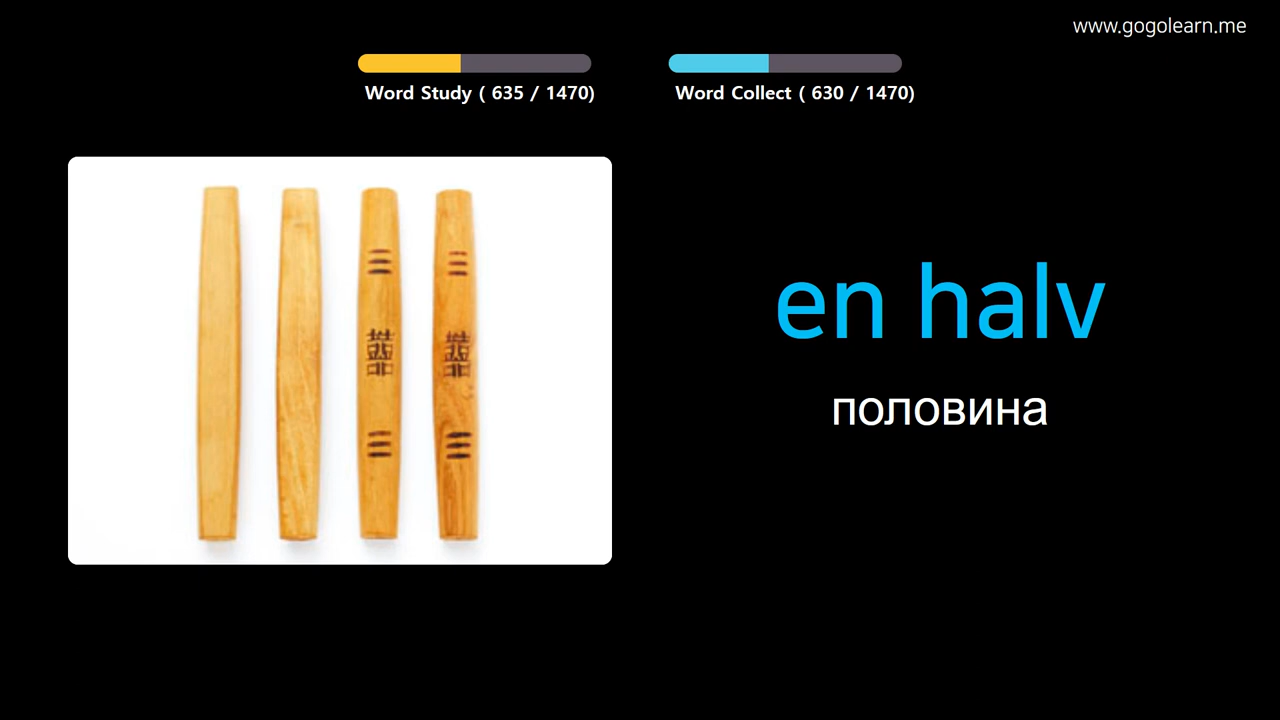 www.gogolearn.me
Word Study ( 635 / 1470)
Word Collect ( 630 / 1470)
en halv
половина